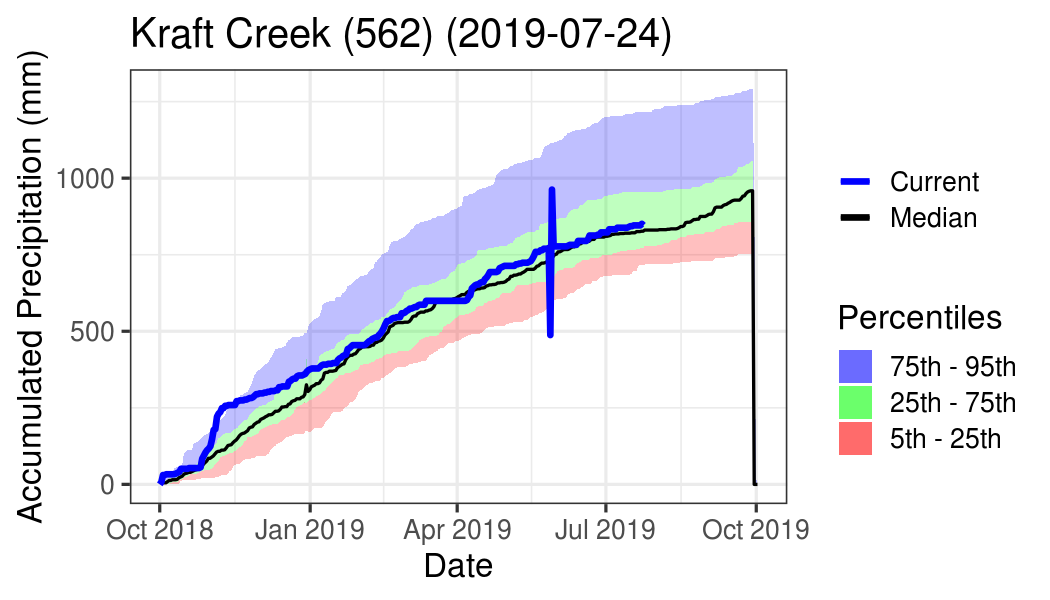 Kraft Creek (562) (2019-07-24)
Accumulated Precipitation (mm)
1000
500
0
Oct 2018 Jan 2019 Apr 2019 Jul 2019 Oct 2019
Date
Current
Median
Percentiles
75th - 95th
25th - 75th
5th - 25th